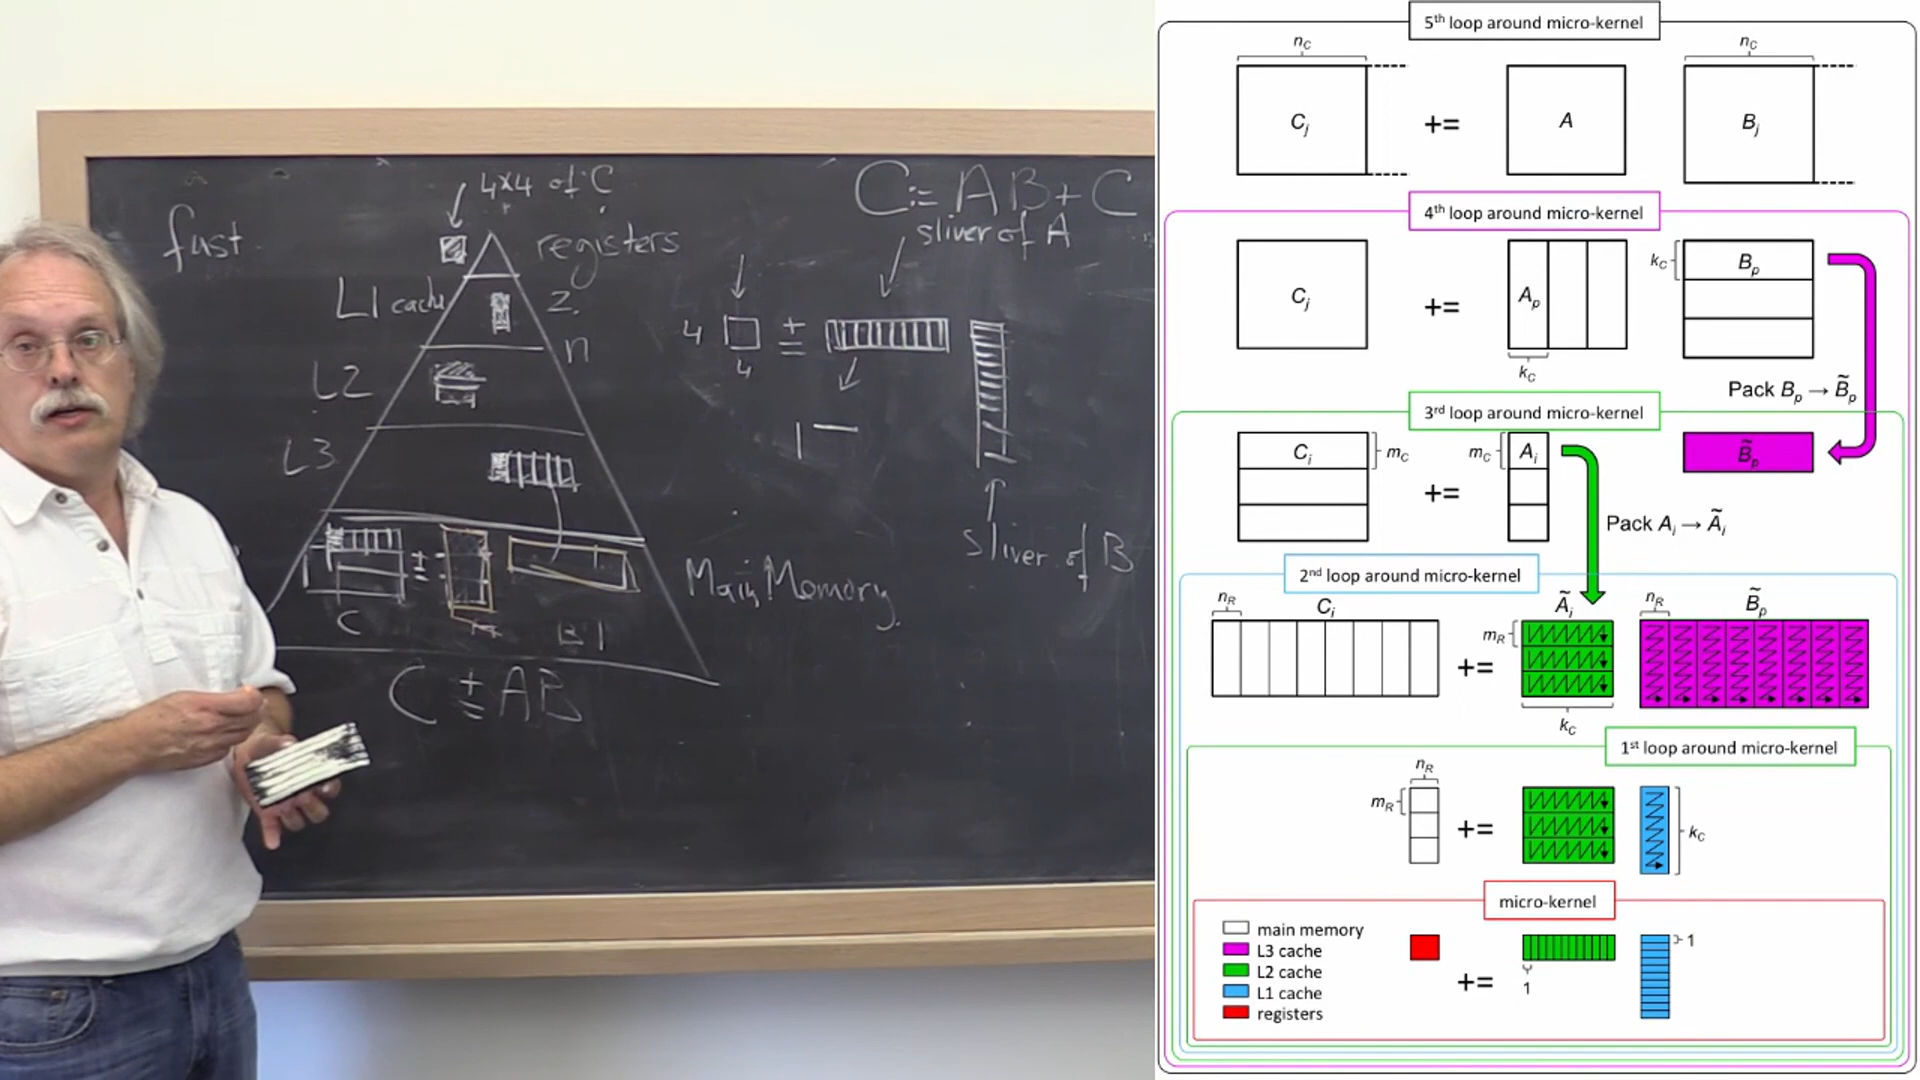 4x4 of C
fast
registers
L1 cache
2.
n
L2
L3
C
Main Memory
C += AB
C := AB + C
sliver of A
4
+=
4
1
sliver of B
5th loop around micro-kernel
nC
nC
Cj
+=
A
Bj
4th loop around micro-kernel
Cj
+=
Ap
kC
Bp
kC
Pack Bp → B̃p
3rd loop around micro-kernel
Ci
mC
+=
mC
Ai
B̃p
Pack Ai → Ãi
2nd loop around micro-kernel
nR
Ci
Ãi
nR
B̃p
mR
+=
kC
1st loop around micro-kernel
nR
mR
+=
kC
micro-kernel
main memory
L3 cache
L2 cache
L1 cache
registers
+=
1
1